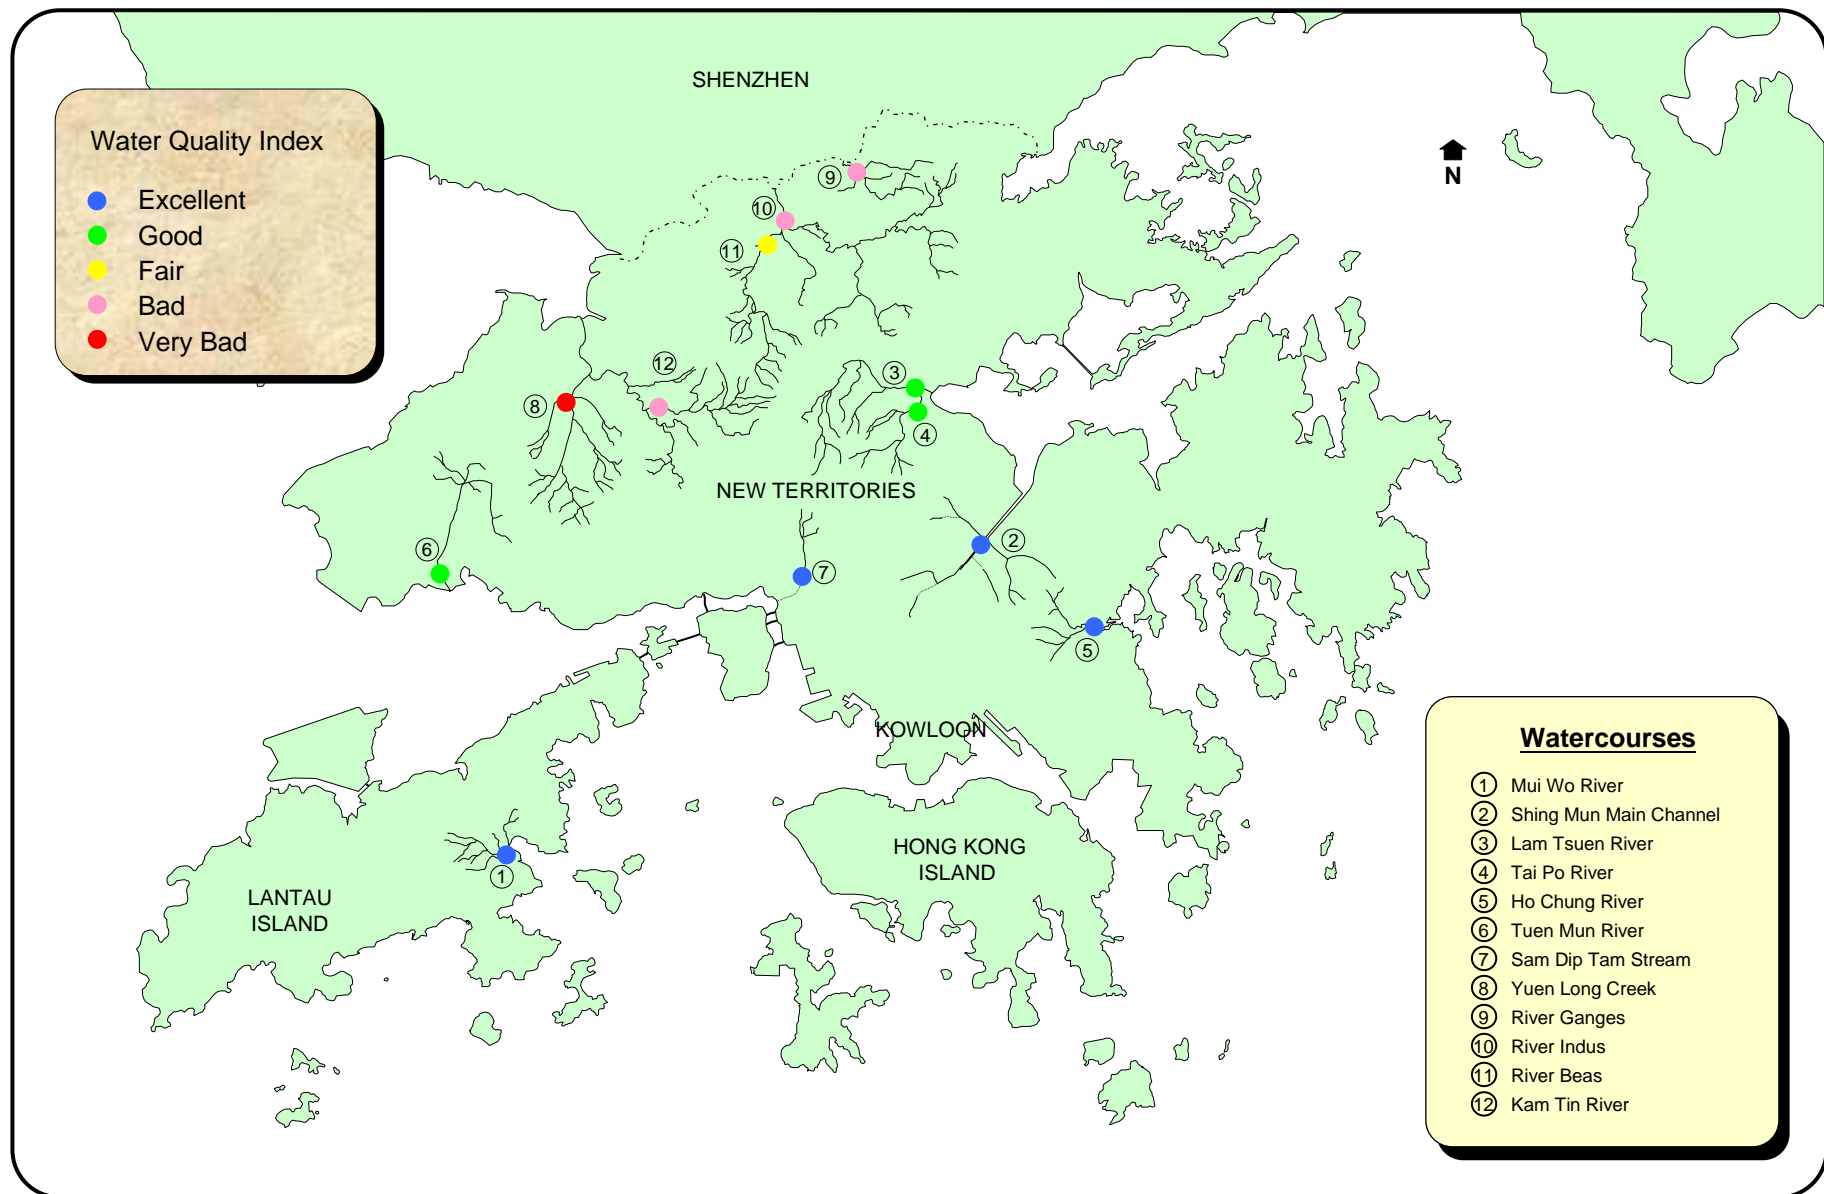 SHENZHEN
Water Quality Index
Excellent
Good
Fair
Bad
Very Bad
N
9
10
11
12
3
8
4
NEW TERRITORIES
6
2
7
5
KOWLOON
HONG KONG
ISLAND
1
LANTAU
ISLAND
Watercourses
1 Mui Wo River
2 Shing Mun Main Channel
3 Lam Tsuen River
4 Tai Po River
5 Ho Chung River
6 Tuen Mun River
7 Sam Dip Tam Stream
8 Yuen Long Creek
9 River Ganges
10 River Indus
11 River Beas
12 Kam Tin River